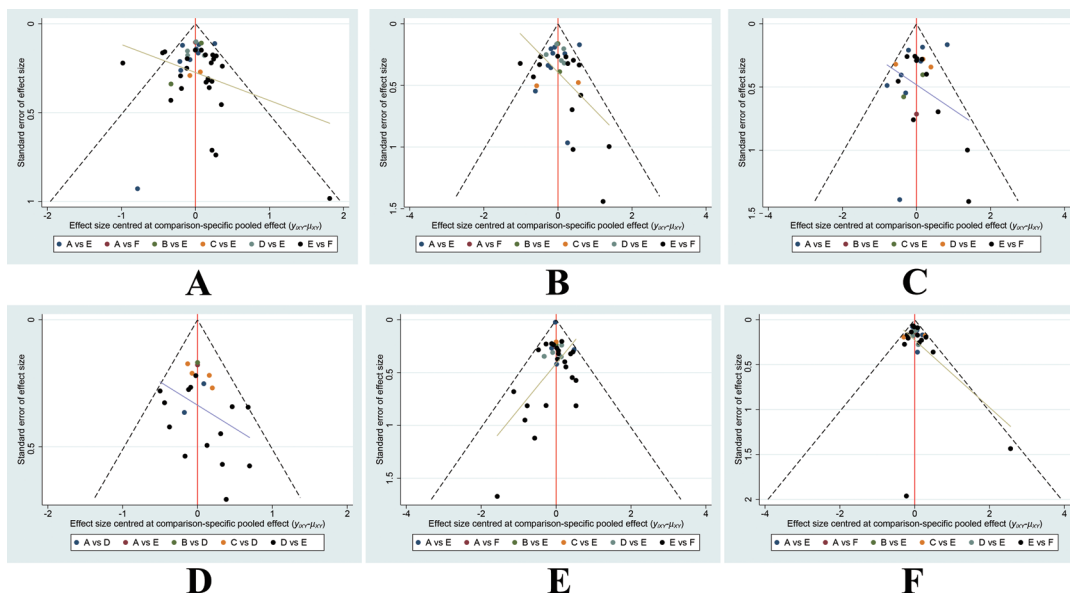 0
0.5
1
Standard error of effect size
-2
-1
0
1
2
Effect size centred at comparison-specific pooled effect (yiXY-μXY)
A vs E A vs F B vs E C vs E D vs E E vs F
A
0
0.5
1
1.5
Standard error of effect size
-4
-2
0
2
4
Effect size centred at comparison-specific pooled effect (yiXY-μXY)
A vs E A vs F B vs E C vs E D vs E E vs F
B
0
0.5
1
1.5
Standard error of effect size
-4
-2
0
2
4
Effect size centred at comparison-specific pooled effect (yiXY-μXY)
A vs E B vs E C vs E D vs E E vs F
C
0
0.5
Standard error of effect size
-2
-1
0
1
2
Effect size centred at comparison-specific pooled effect (yiXY-μXY)
A vs D A vs E B vs D C vs D D vs E
D
0
0.5
1
1.5
Standard error of effect size
-4
-2
0
2
4
Effect size centred at comparison-specific pooled effect (yiXY-μXY)
A vs E A vs F B vs E C vs E D vs E E vs F
E
0
0.5
1
1.5
2
Standard error of effect size
-4
-2
0
2
4
Effect size centred at comparison-specific pooled effect (yiXY-μXY)
A vs E A vs F B vs E C vs E D vs E E vs F
F